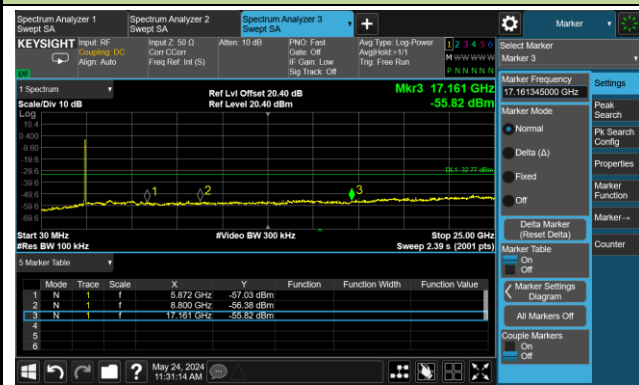 Spectrum Analyzer 1
Swept SA
Spectrum Analyzer 2
Swept SA
Spectrum Analyzer 3
Swept SA
Marker
KEYSIGHT
Input: RF
Coupling: DC
Align: Auto
Input Z: 50 Ω
Corr CCorr
Freq Ref: Int (S)
Atten: 10 dB
PNO: Fast
Gate: Off
IF Gain: Low
Sig Track: Off
Avg Type: Log-Power
Avg|Hold:>1/1
Trig: Free Run
1 2 3 4 5 6
M W W W W W
P N N N N N
LW
Select Marker
Marker 3
1 Spectrum
Scale/Div 10 dB
Ref Lvl Offset 20.40 dB
Ref Level 20.40 dBm
Mkr3 17.161 GHz
-55.82 dBm
Log
10.4
0.400
-9.60
-19.6
-29.6
-39.6
-49.6
-59.6
-69.6
DL1 -32.77 dBm
1
2
3
Start 30 MHz
#Res BW 100 kHz
#Video BW 300 kHz
Stop 25.00 GHz
Sweep 2.39 s (2001 pts)
5 Marker Table
Mode Trace Scale X Y Function Function Width Function Value
1 N 1 f 5.872 GHz -57.03 dBm
2 N 1 f 8.800 GHz -56.38 dBm
3 N 1 f 17.161 GHz -55.82 dBm
4
5
6
Marker Frequency
17.161345000 GHz
Marker Mode
Normal
Delta (Δ)
Fixed
Off
Delta Marker
(Reset Delta)
Marker Table
On
Off
Marker Settings
Diagram
All Markers Off
Couple Markers
On
Off
Settings
Peak
Search
Pk Search
Config
Properties
Marker
Function
Marker→
Counter
?
May 24, 2024
11:31:14 AM